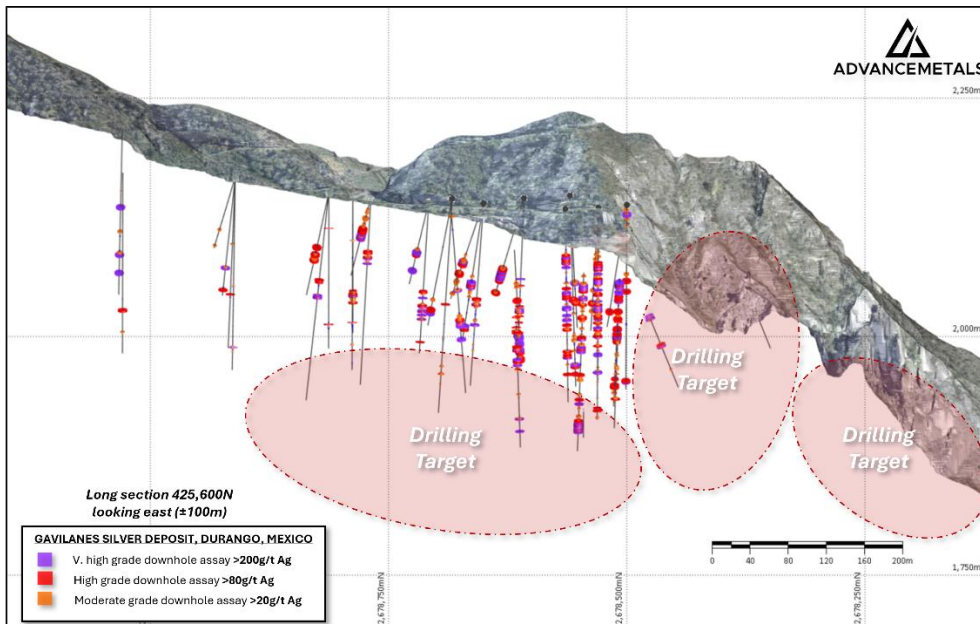 ADVANCEMETALS
2,250m
2,000m
Drilling
Target
Drilling
Target
Drilling
Target
Long section 425,600N
looking east (±100m)
GAVILANES SILVER DEPOSIT, DURANGO, MEXICO
V. high grade downhole assay >200g/t Ag
High grade downhole assay >80g/t Ag
Moderate grade downhole assay >20g/t Ag
0 40 80 120 160 200m
1,750m
2,678,750mN
2,678,500mN
2,678,250mN